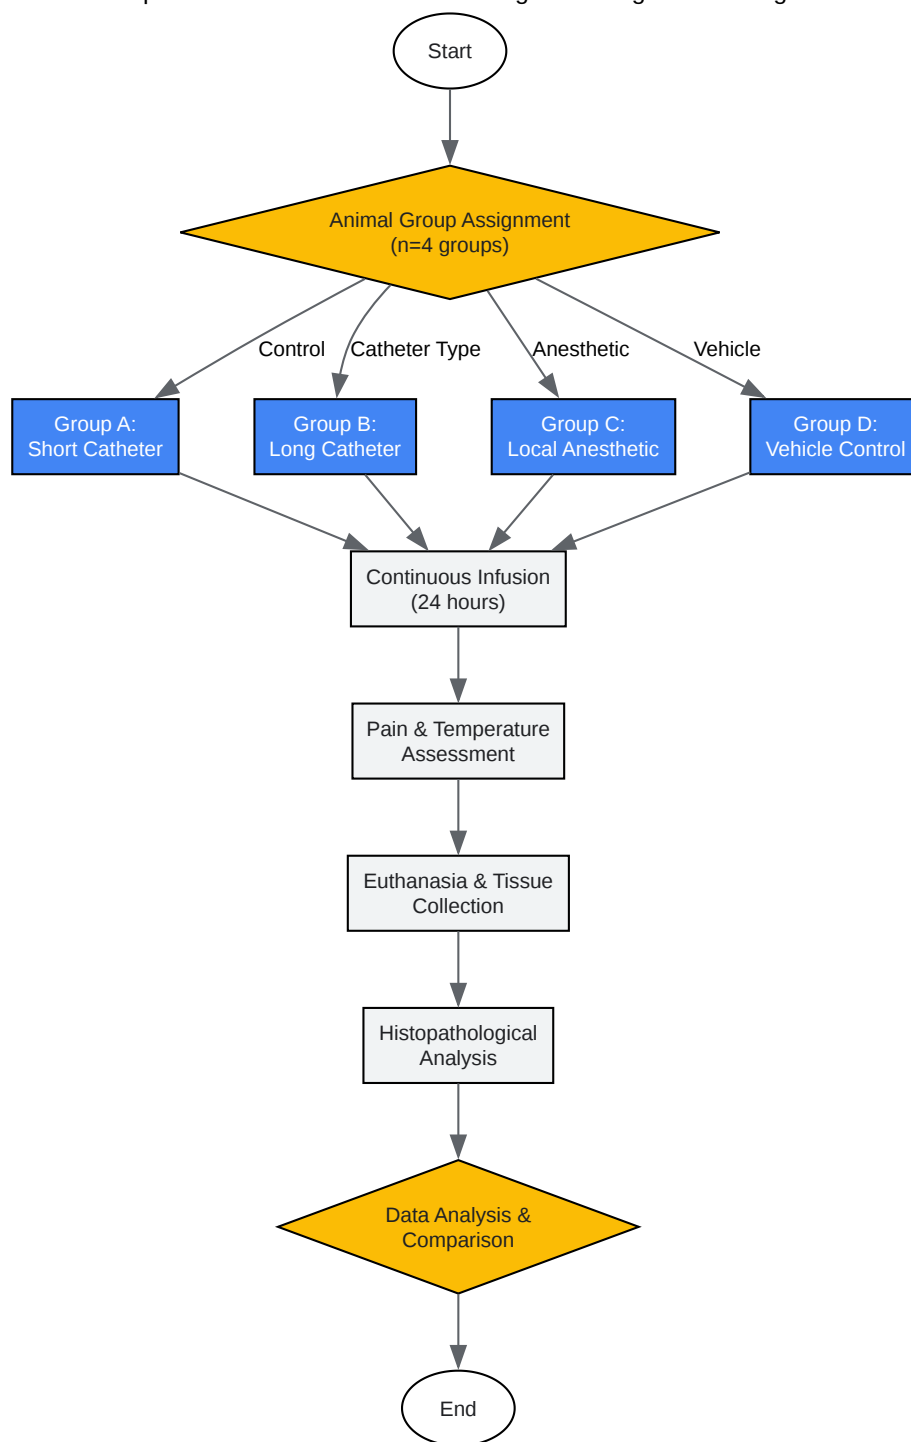 Start
Animal Group Assignment
(n=4 groups)
Control
Catheter Type
Anesthetic
Vehicle
Group A:
Short Catheter
Group B:
Long Catheter
Group C:
Local Anesthetic
Group D:
Vehicle Control
Continuous Infusion
(24 hours)
Pain & Temperature
Assessment
Euthanasia & Tissue
Collection
Histopathological
Analysis
Data Analysis &
Comparison
End